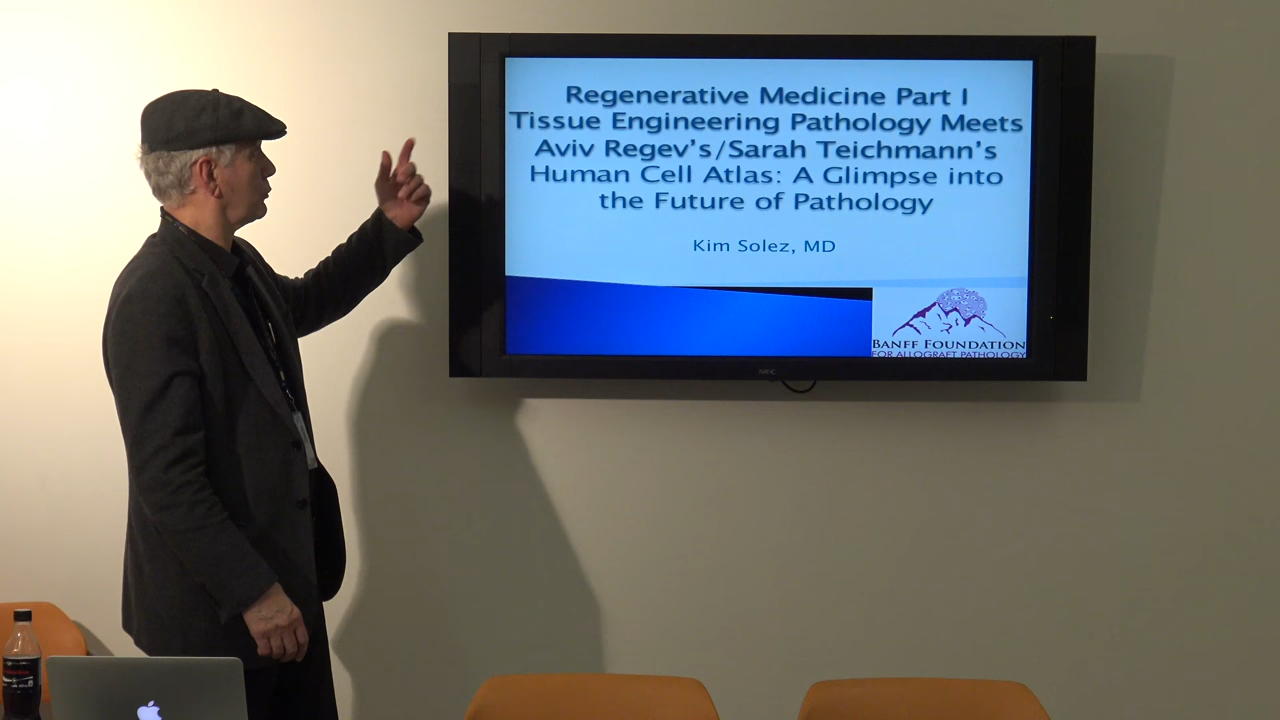 Regenerative Medicine Part I
Tissue Engineering Pathology Meets
Aviv Regev's/Sarah Teichmann's
Human Cell Atlas: A Glimpse into
the Future of Pathology
Kim Solez, MD
BANFF FOUNDATION
FOR ALLOGRAFT PATHOLOGY
NEC